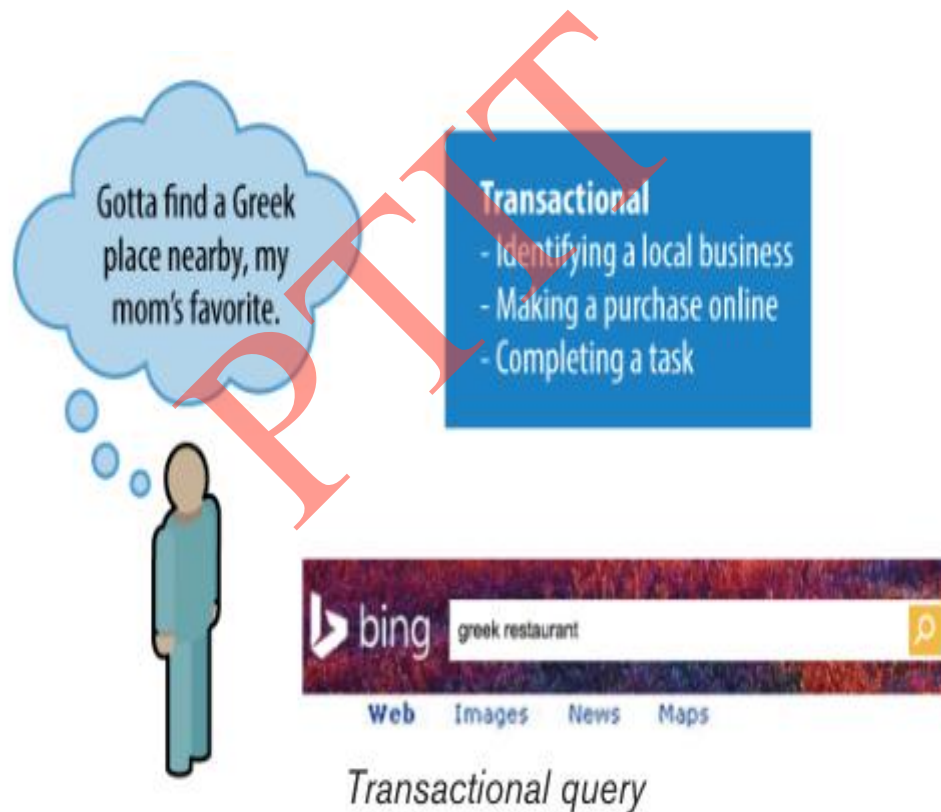 Gotta find a Greek
place nearby, my
mom's favorite.
Transactional
- Identifying a local business
- Making a purchase online
- Completing a task
PTIT
bing greek restaurant
Web Images News Maps
Transactional query